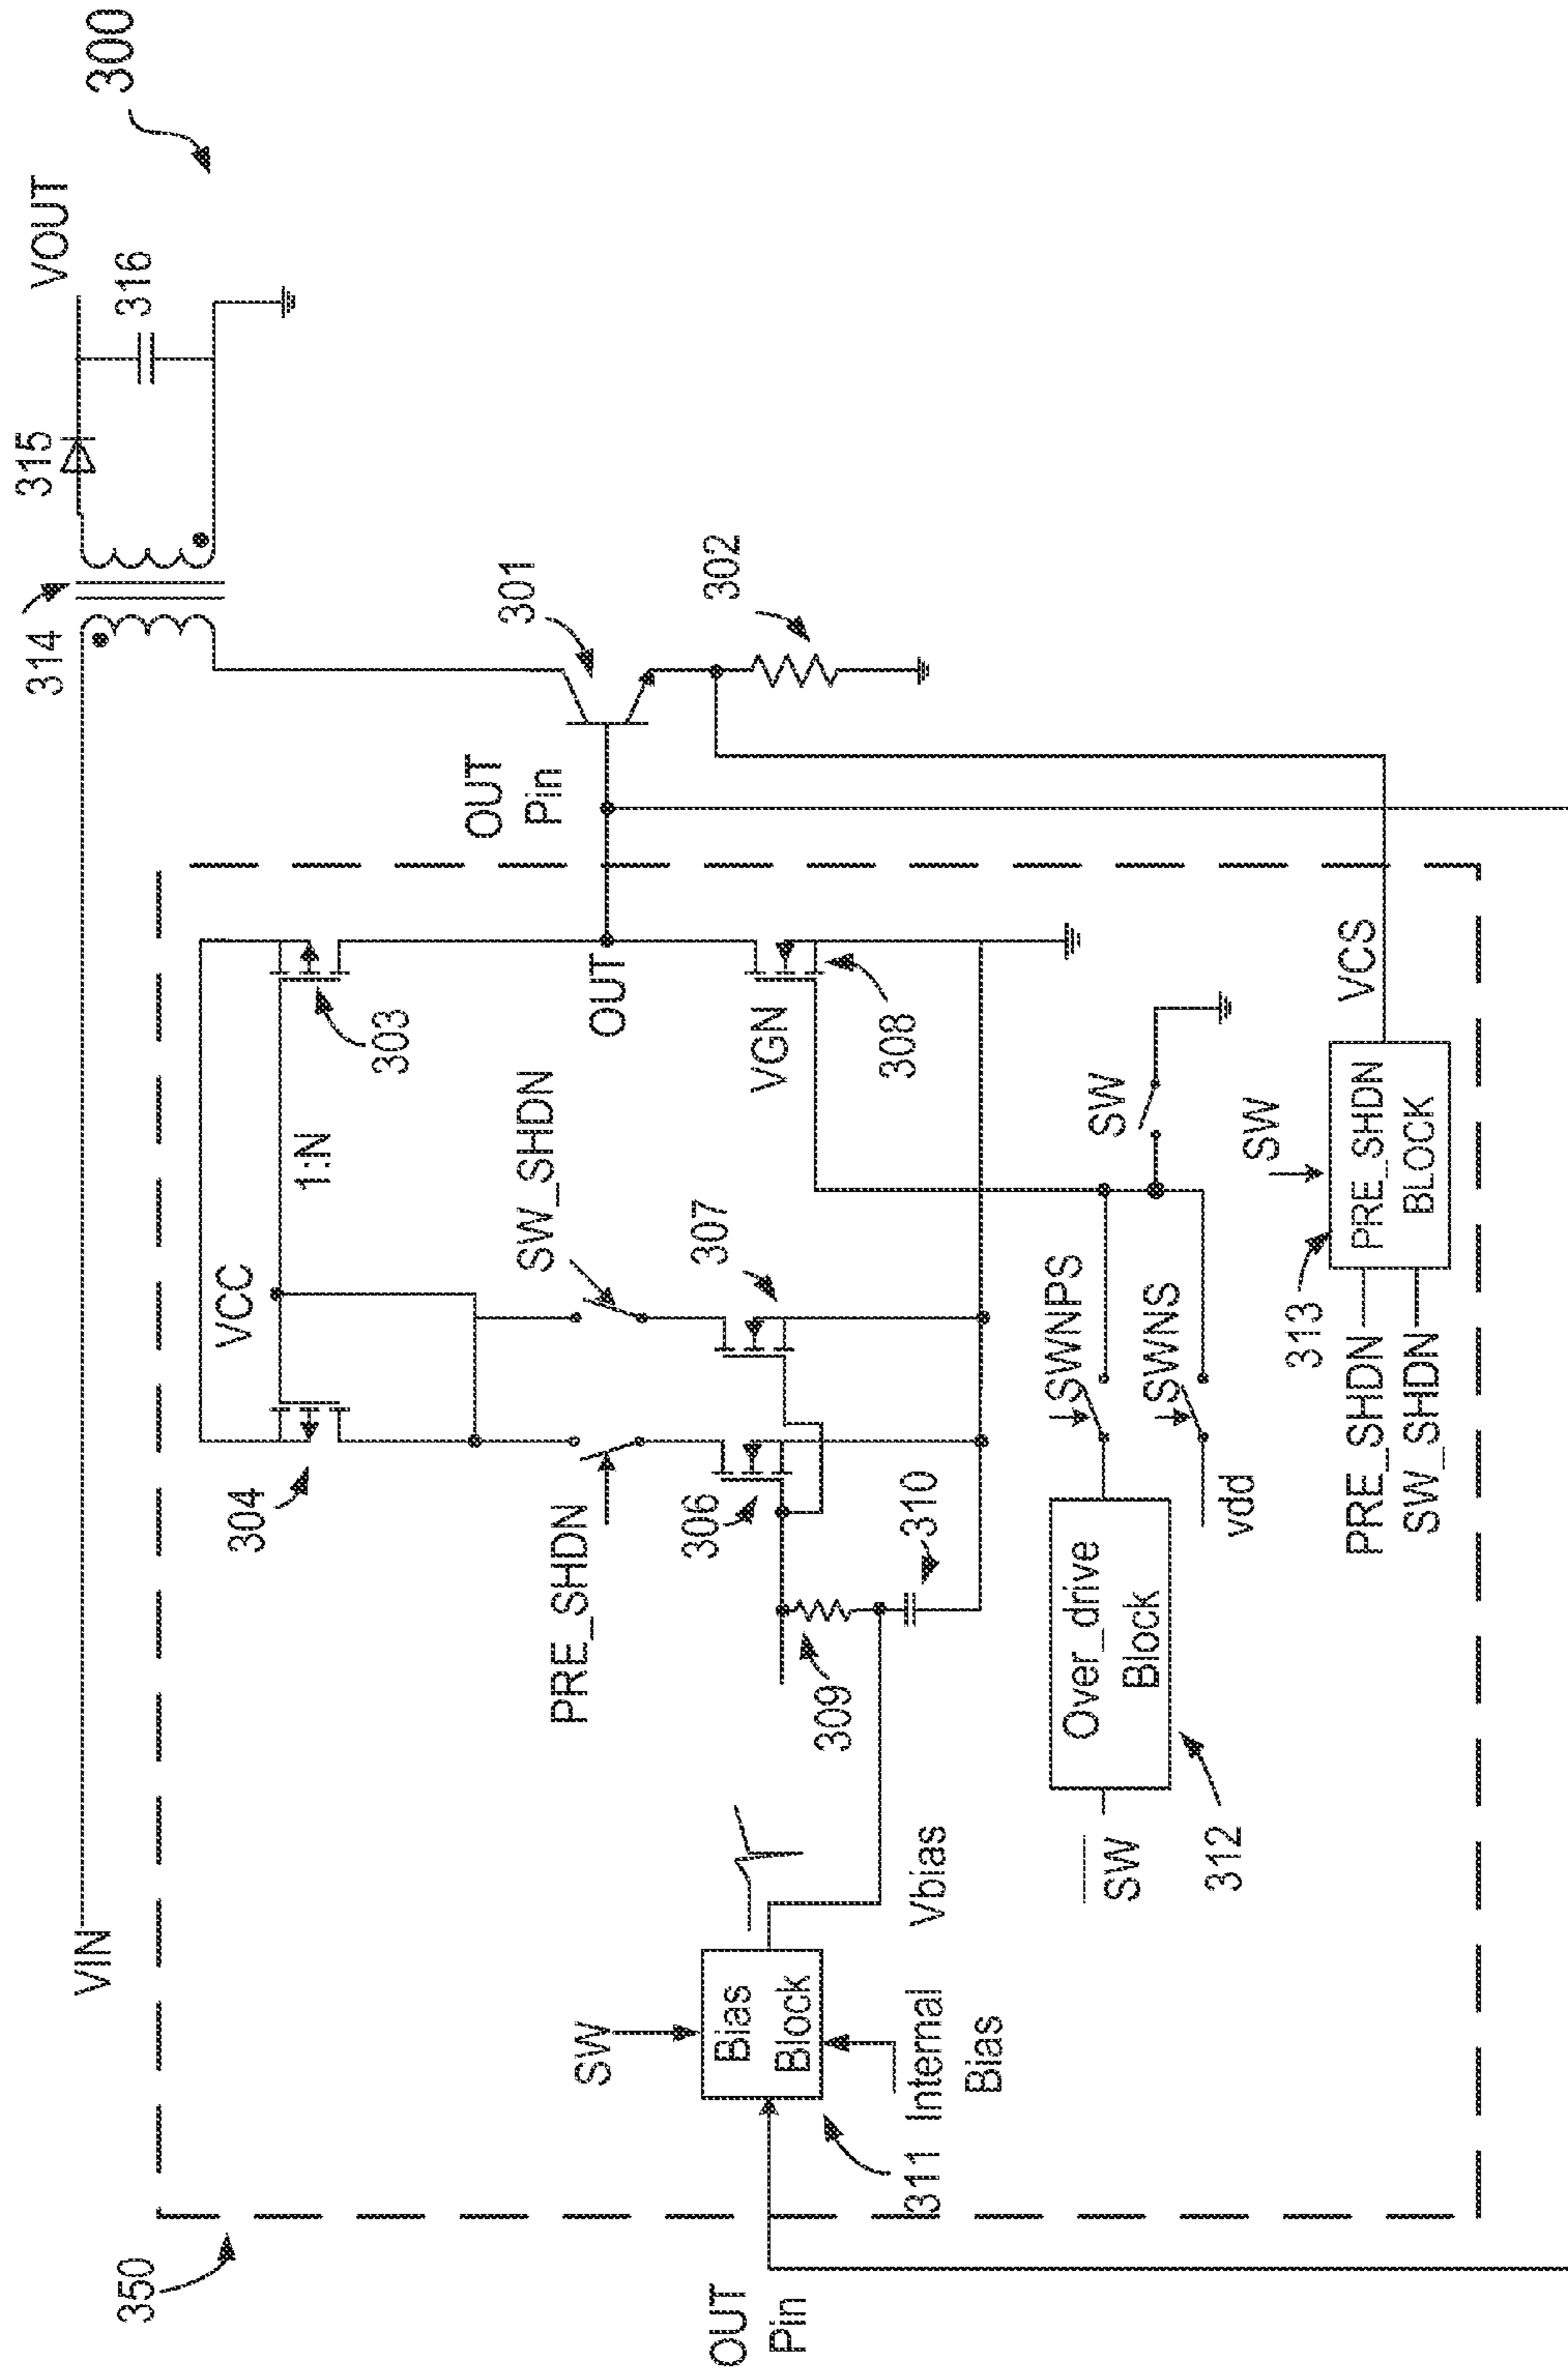 300
VOUT
316
315
314
VIN
301
302
OUT
Pin
350
VCC
1:N
303
304
OUT
SW_SHDN
PRE_SHDN
306
307
VGN
308
309
310
SW
Bias
Block
Vbias
311
Internal
Bias
OUT
Pin
SW
SWNPS
SWNS
Over_drive
Block
vdd
SW
312
VCS
SW
313
PRE_SHDN
BLOCK
PRE_SHDN
SW_SHDN